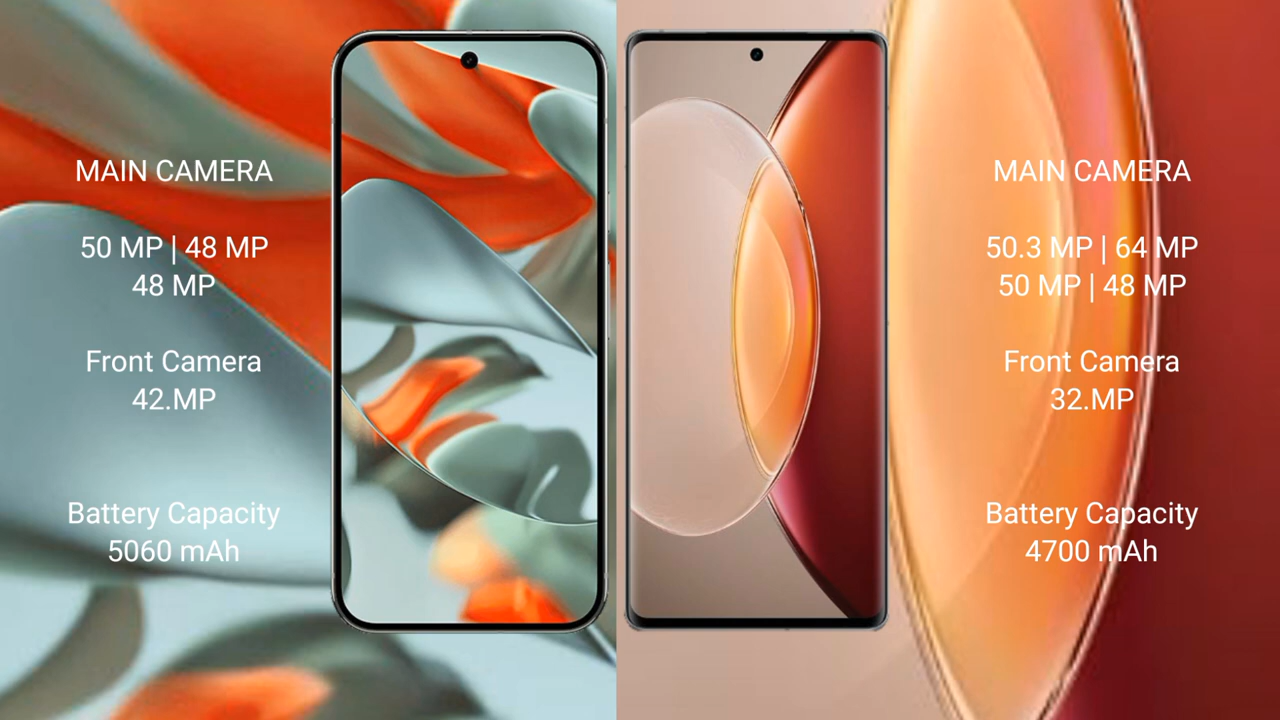 MAIN CAMERA
50 MP | 48 MP
48 MP
Front Camera
42.MP
Battery Capacity
5060 mAh
MAIN CAMERA
50.3 MP | 64 MP
50 MP | 48 MP
Front Camera
32.MP
Battery Capacity
4700 mAh